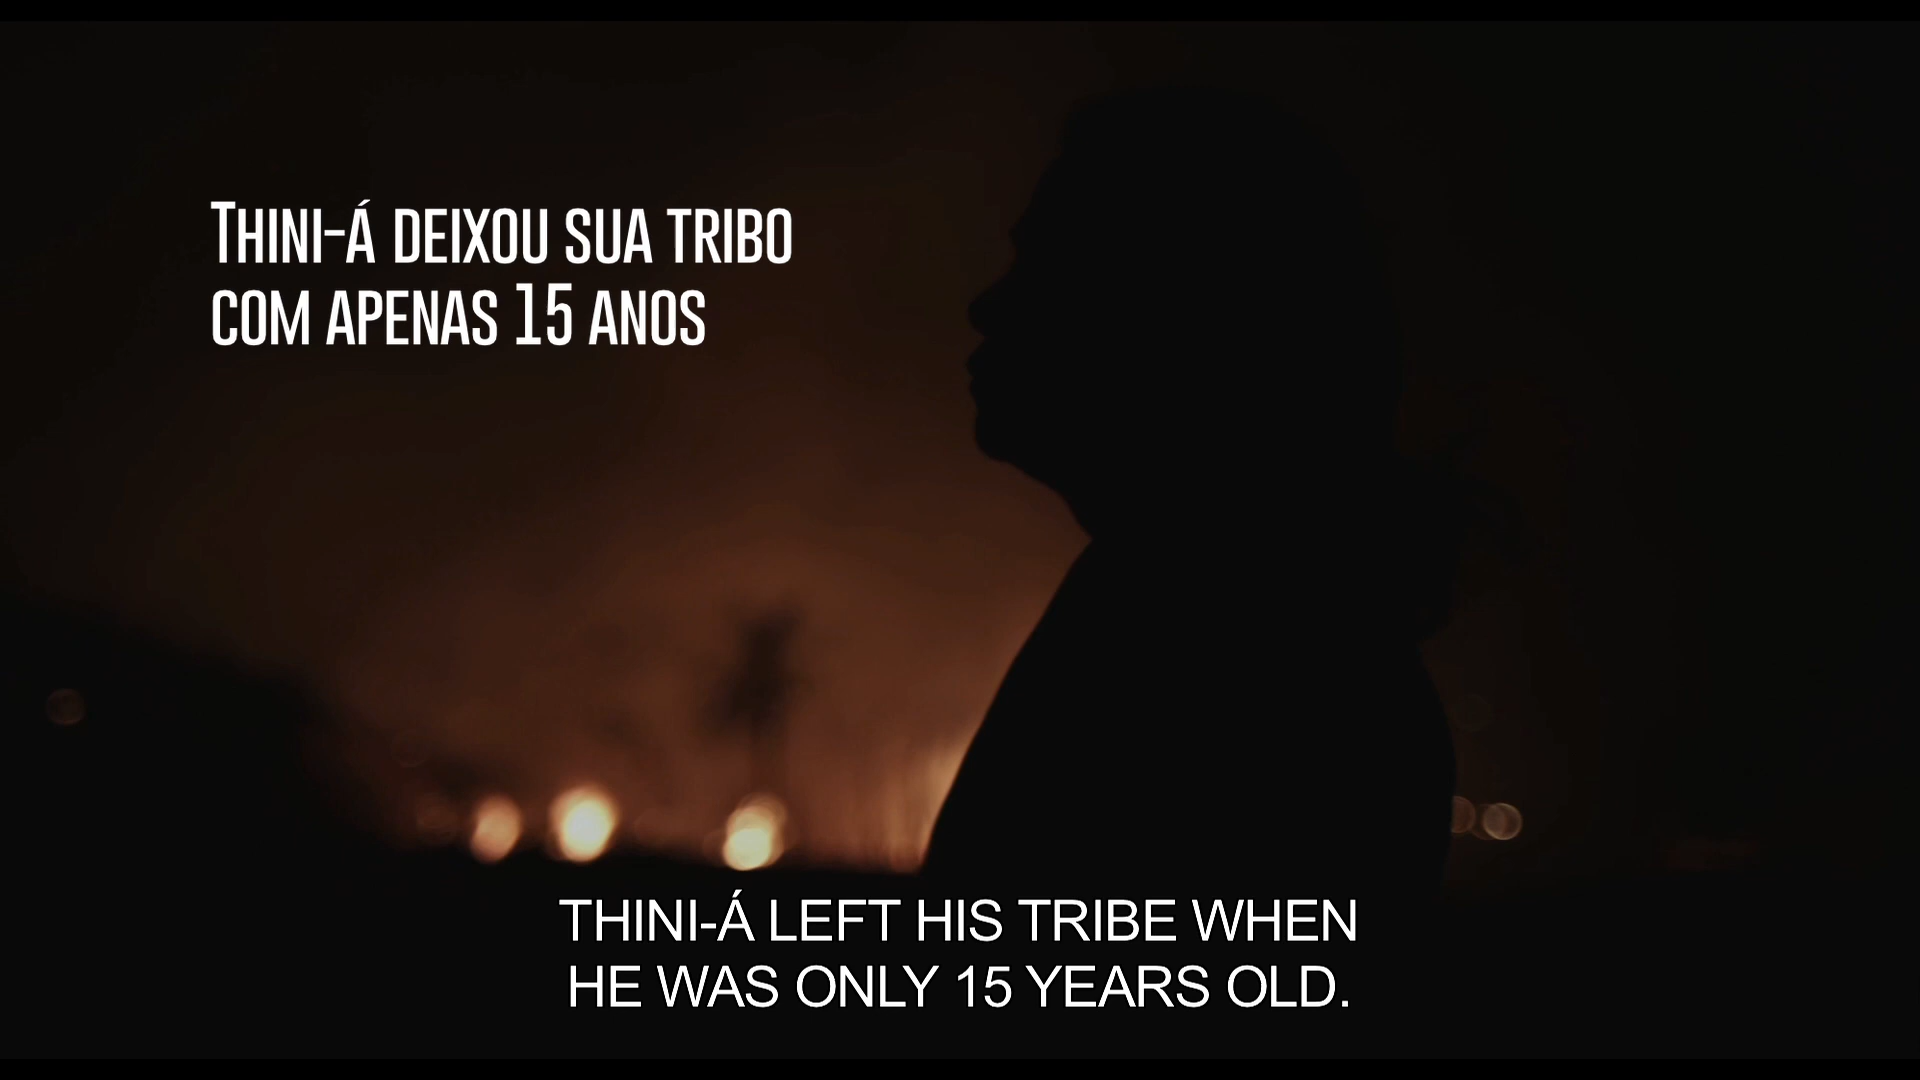 THINI-Á DEIXOU SUA TRIBO
COM APENAS 15 ANOS
THINI-Á LEFT HIS TRIBE WHEN
HE WAS ONLY 15 YEARS OLD.